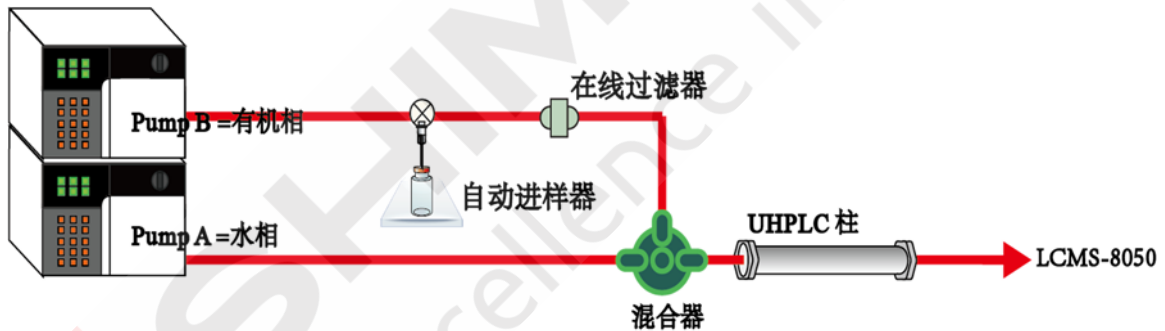 在线过滤器
Pump B =有机相
自动进样器
Pump A =水相
UHPLC 柱
LCMS-8050
混合器